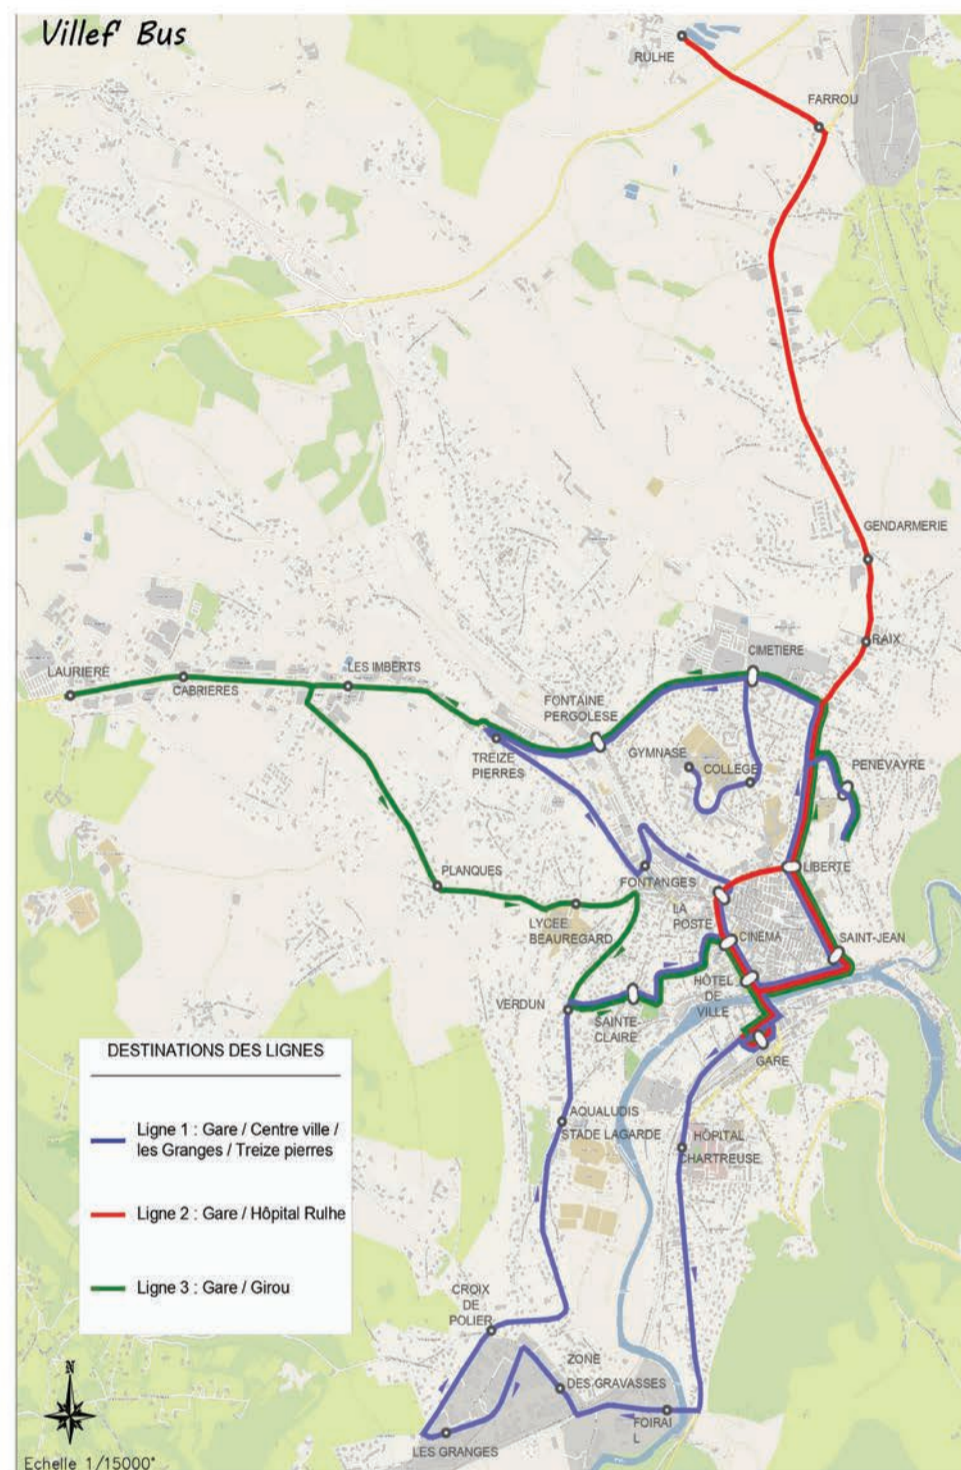 Villef' Bus
RULHE
FARROU
GENDARMERIE
RAIX
CIMETIERE
LAURIERE
CABRIERES
LES IMBERTS
FONTAINE
PERGOLESE
TREIZE
PIERRES
GYMNASE
COLLEGE
PENEVAYRE
LIBERTE
PLANQUES
FONTANGES
LYCEE
BEAUREGARD
LA
POSTE
CINEMA
SAINT-JEAN
HÔTEL
DE
VILLE
VERDUN
SAINTE-
CLAIRE
GARE
DESTINATIONS DES LIGNES
Ligne 1 : Gare / Centre ville /
les Granges / Treize pierres
Ligne 2 : Gare / Hôpital Rulhe
Ligne 3 : Gare / Girou
AQUALUDIS
STADE LAGARDE
HÔPITAL
CHARTREUSE
CROIX
DE
POLIER
ZONE
DES GRAVASSES
FOIRAI
L
LES GRANGES
N
Echelle 1/15000°